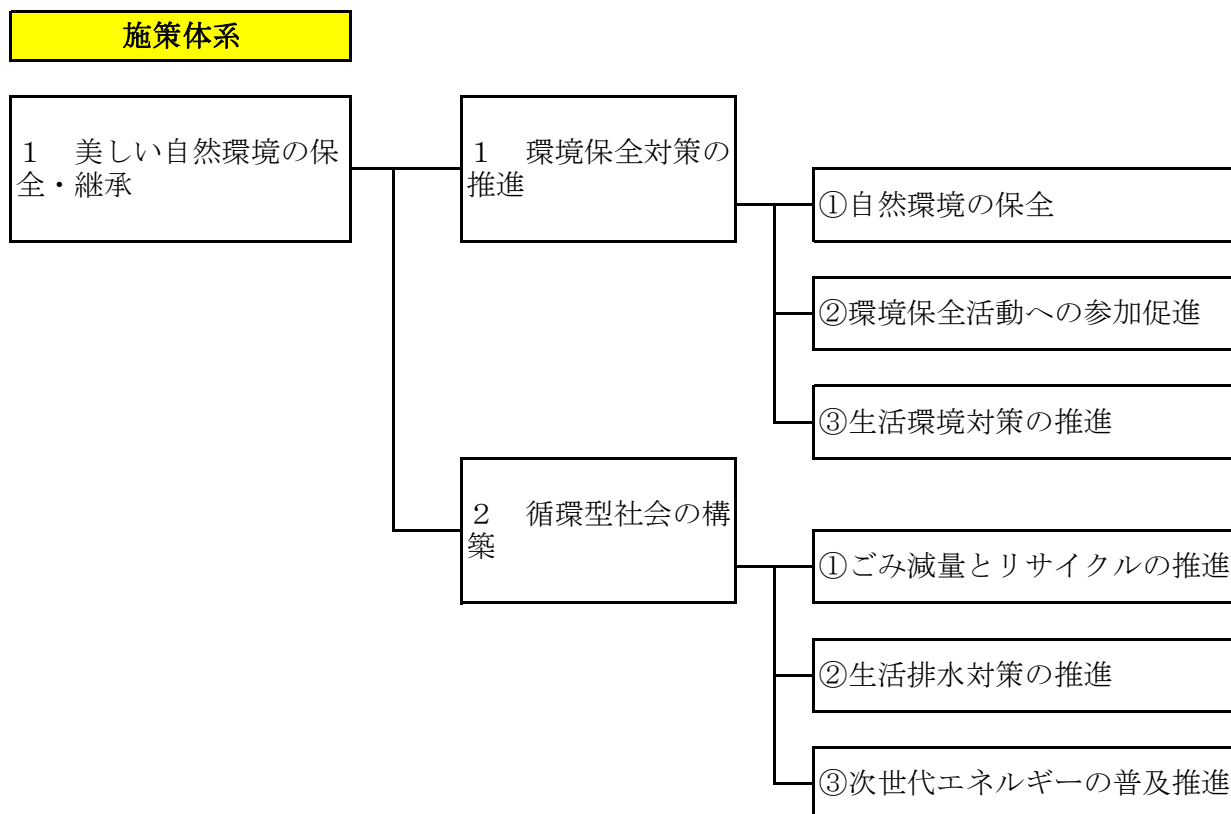 施策体系
１　美しい自然環境の保
全・継承
１　環境保全対策の
推進
①自然環境の保全
②環境保全活動への参加促進
③生活環境対策の推進
２　循環型社会の構
築
①ごみ減量とリサイクルの推進
②生活排水対策の推進
③次世代エネルギーの普及推進